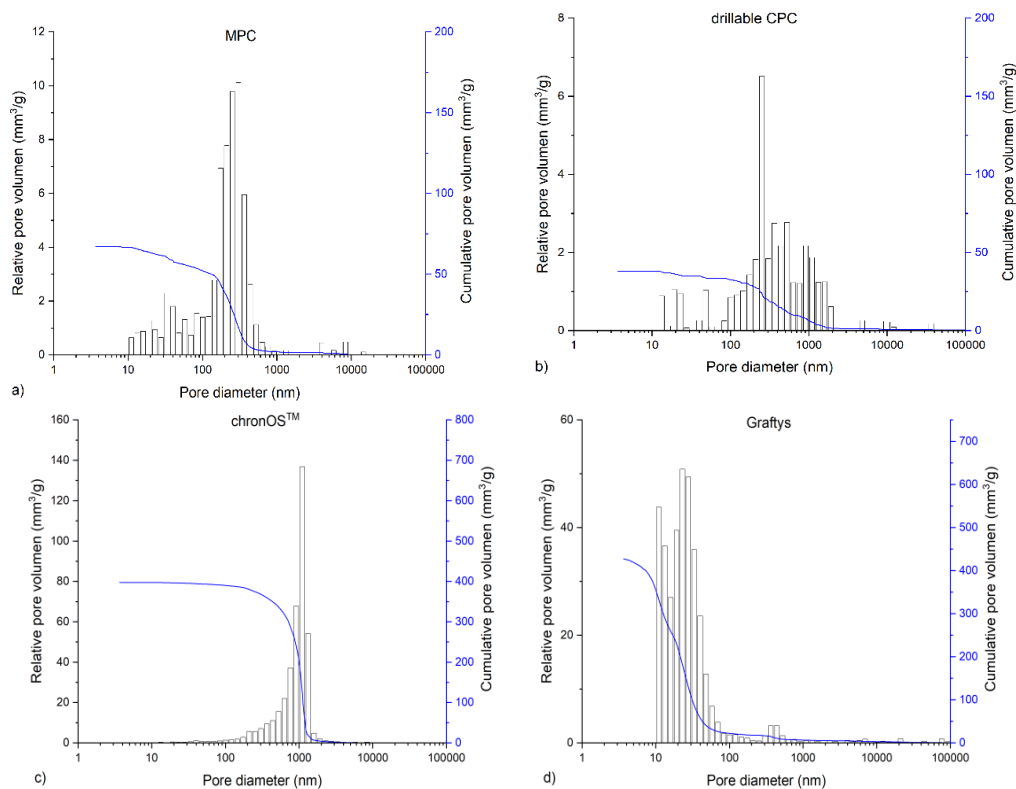 MPC
12
10
8
6
4
2
0
200
150
100
50
0
1 10 100 1000 10000 100000
Relative pore volumen (mm³/g)
Cumulative pore volumen (mm³/g)
Pore diameter (nm)
a)
drillable CPC
8
6
4
2
0
200
150
100
50
0
1 10 100 1000 10000 100000
Relative pore volumen (mm³/g)
Cumulative pore volumen (mm³/g)
Pore diameter (nm)
b)
chronOS™
160
140
120
100
80
60
40
20
0
800
700
600
500
400
300
200
100
0
1 10 100 1000 10000 100000
Relative pore volumen (mm³/g)
Cumulative pore volumen (mm³/g)
Pore diameter (nm)
c)
Graftys
60
40
20
0
700
600
500
400
300
200
100
0
1 10 100 1000 10000 100000
Relative pore volumen (mm³/g)
Cumulative pore volumen (mm³/g)
Pore diameter (nm)
d)